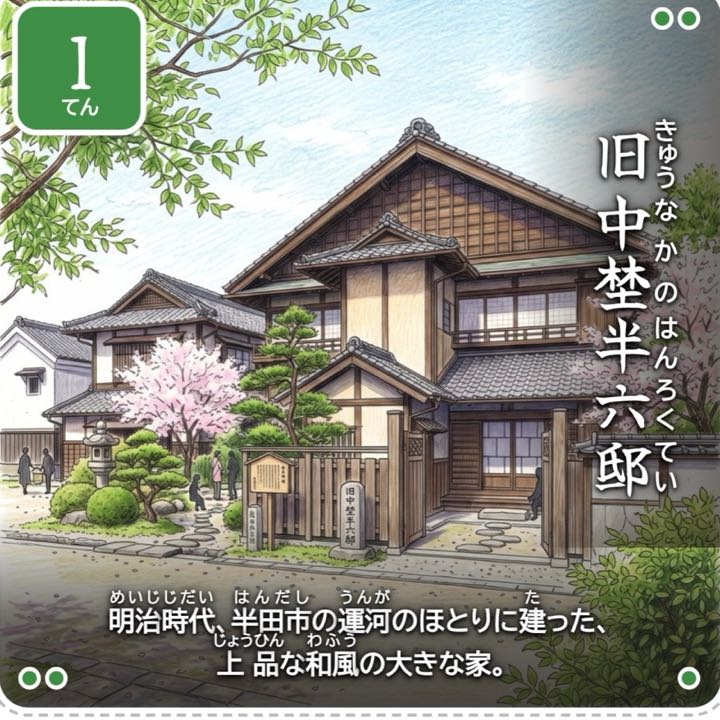 1
てん
きゅうなかのはんろくてい
旧中埜半六邸
旧中埜半六邸
めいじじだい はんだし うんが た
明治時代、半田市の運河のほとりに建った、
じょうひん わふう
上品な和風の大きな家。